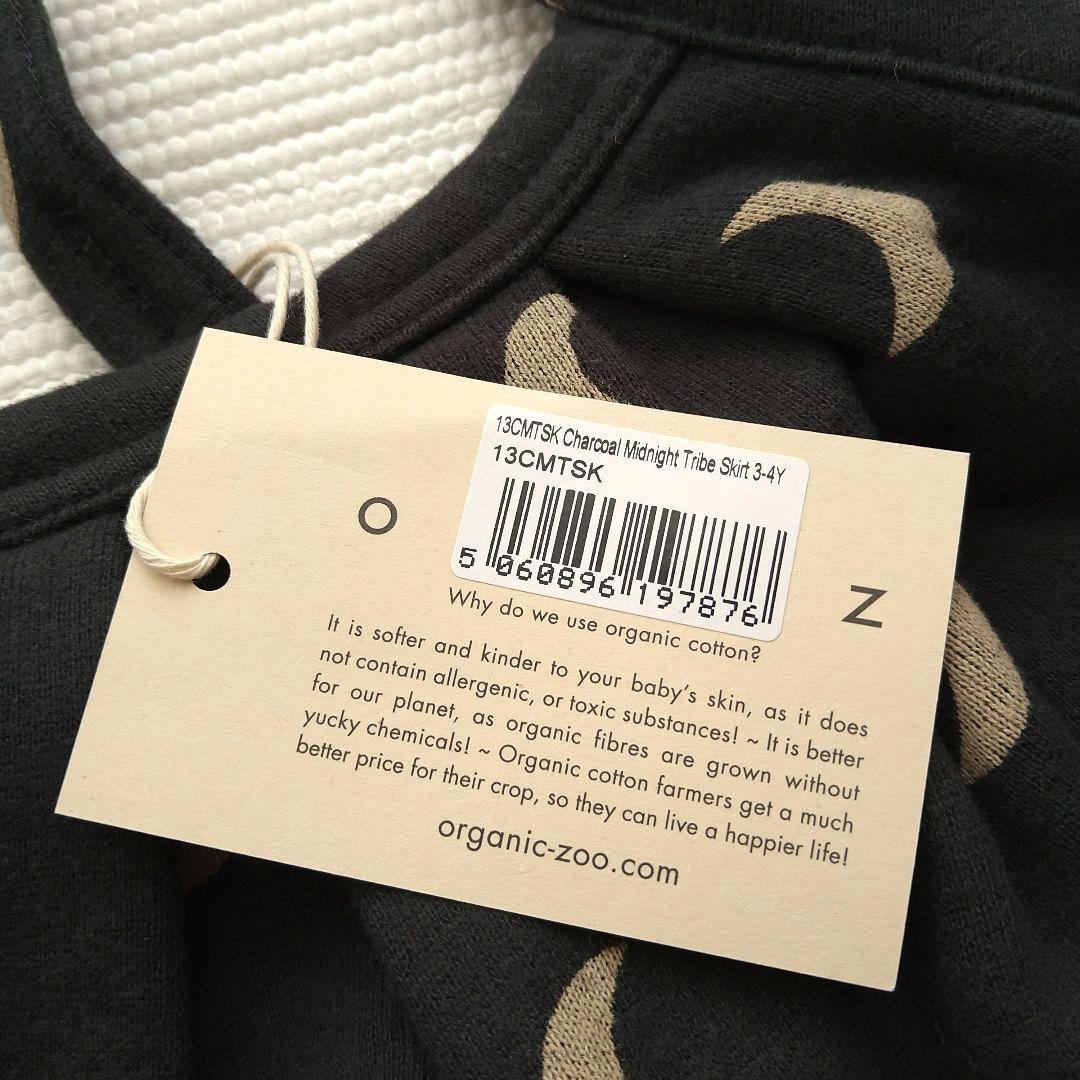 13CMTSK Charcoal Midnight Tribe Skirt 3-4Y
13CMTSK
5 060896 197876
O Z
Why do we use organic cotton?
It is softer and kinder to your baby's skin, as it does
not contain allergenic, or toxic substances! ~ It is better
for our planet, as organic fibres are grown without
yucky chemicals! ~ Organic cotton farmers get a much
better price for their crop, so they can live a happier life!
organic-zoo.com